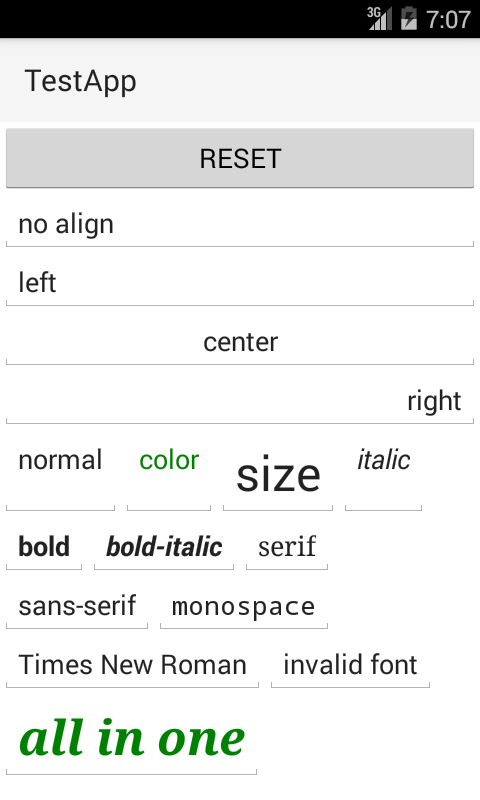 3G 7:07
TestApp
RESET
no align
left
center
right
normal color size italic
bold bold-italic serif
sans-serif monospace
Times New Roman invalid font
all in one